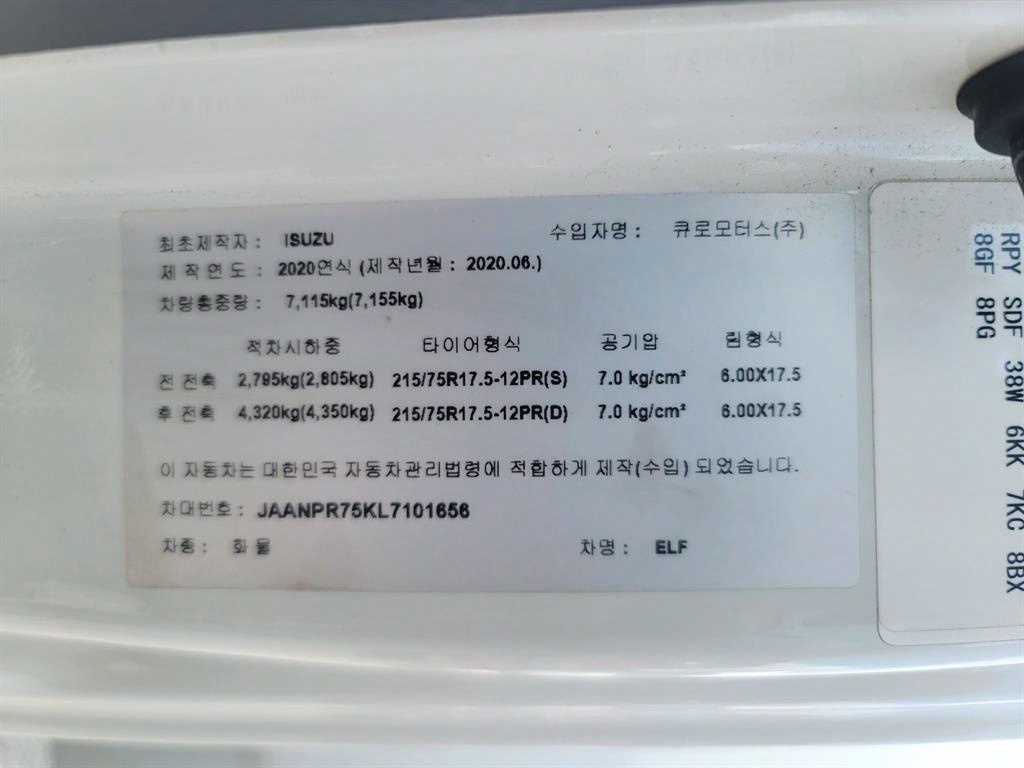 최초제작자 : ISUZU 수입자명 : 큐로모터스(주)
제작연도 : 2020연식 (제작년월 : 2020.06.)
차량총중량 : 7,115kg(7,155kg)
적차시하중 타이어형식 공기압 림형식
전 전축 2,795kg(2,805kg) 215/75R17.5-12PR(S) 7.0 kg/cm² 6.00X17.5
후 전축 4,320kg(4,350kg) 215/75R17.5-12PR(D) 7.0 kg/cm² 6.00X17.5
이 자동차는 대한민국 자동차관리법령에 적합하게 제작(수입) 되었습니다.
차대번호 : JAANPR75KL7101656
차종 : 화물 차명 : ELF
RPY SDF 38W 6KK 7KC 8BX
8GF 8PG